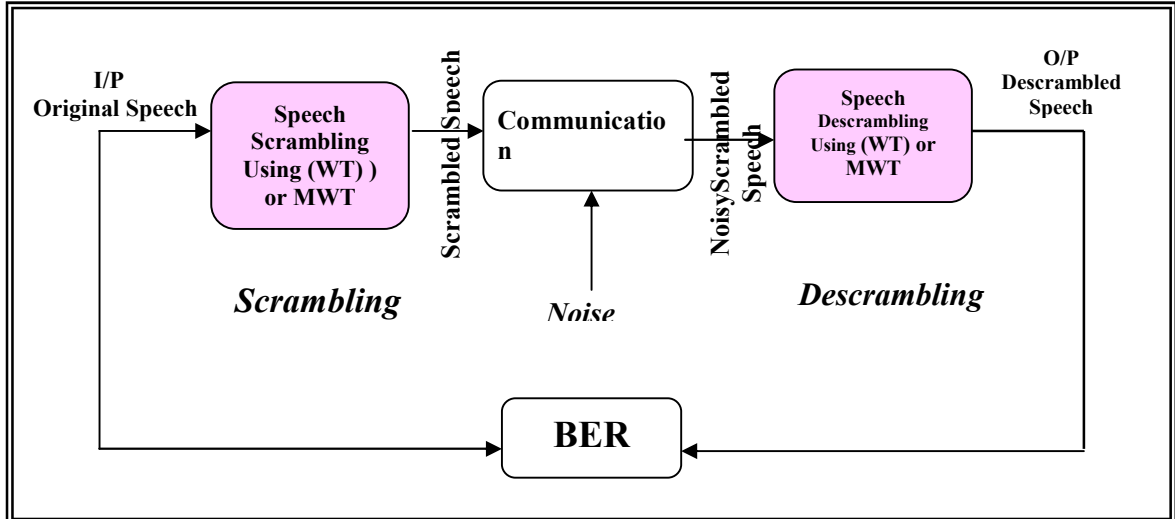 I/P
Original Speech
Speech
Scrambling
Using (WT) )
or MWT
Scrambled Speech
Communicatio
n
NoisyScrambled
Speech
Speech
Descrambling
Using (WT) or
MWT
O/P
Descrambled
Speech
Scrambling
Noise
Descrambling
BER